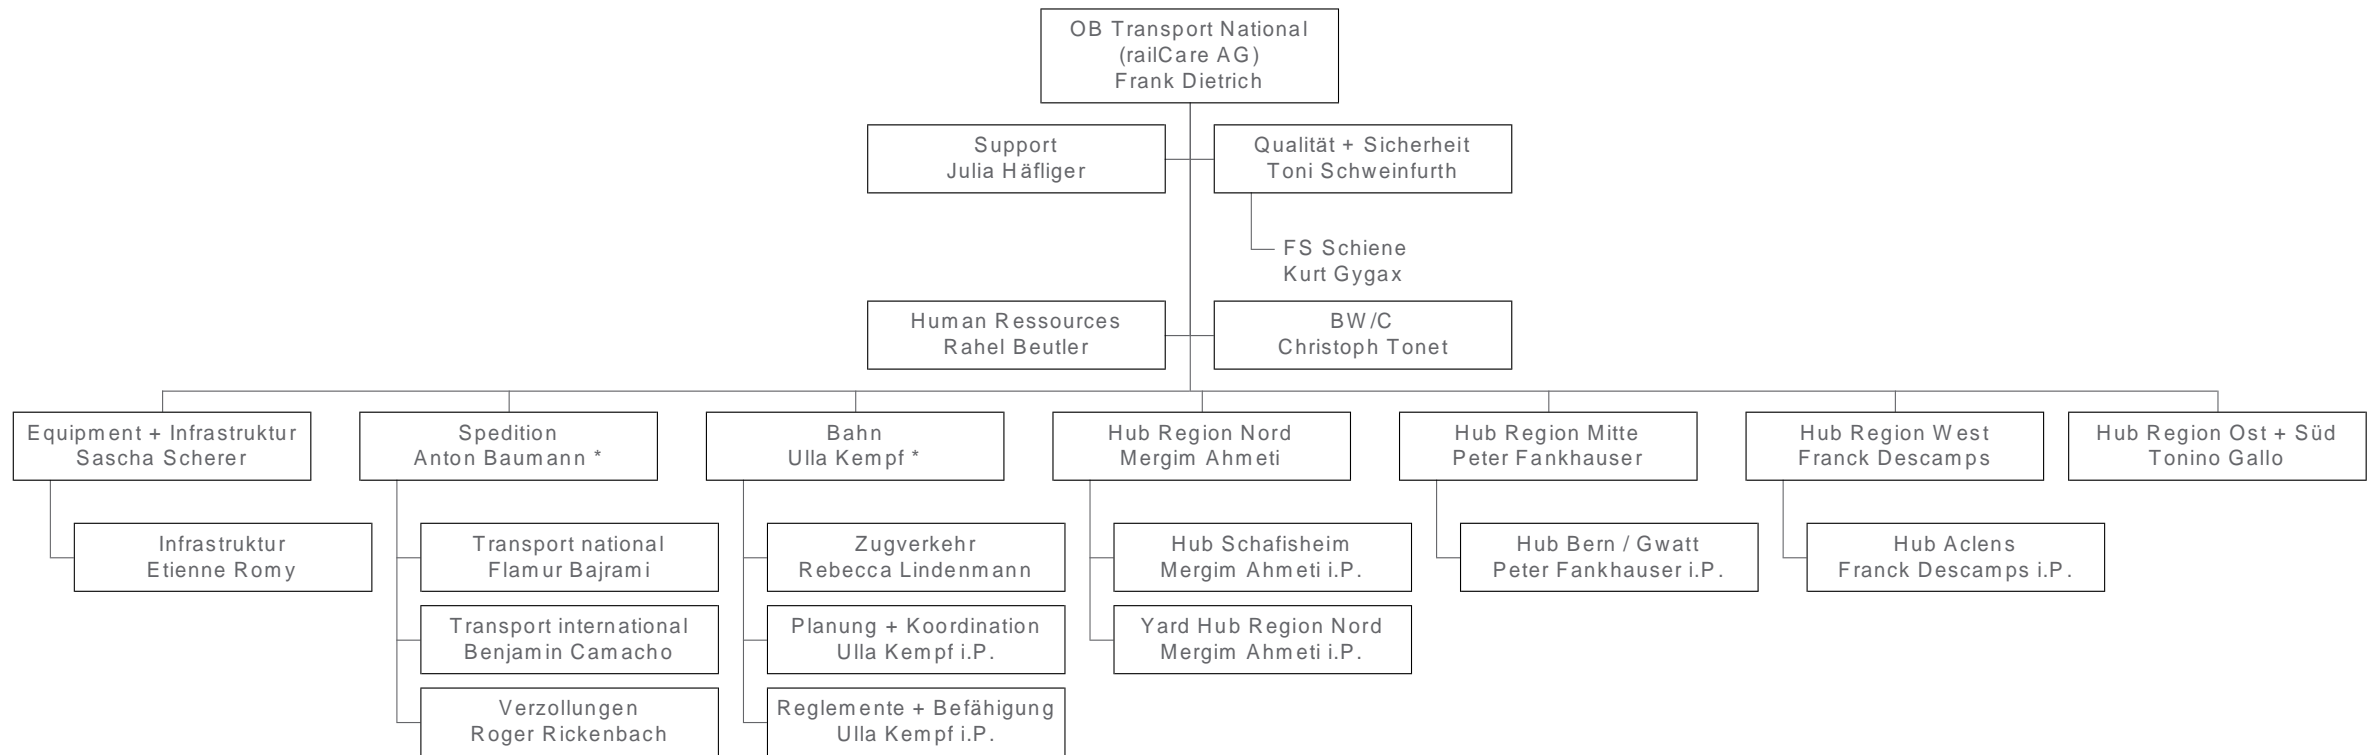 OB Transport National
(railCare AG)
Frank Dietrich
Support
Julia Häfliger
Qualität + Sicherheit
Toni Schweinfurth
FS Schiene
Kurt Gygax
Human Ressources
Rahel Beutler
BW/C
Christoph Tonet
Equipment + Infrastruktur
Sascha Scherer
Spedition
Anton Baumann *
Bahn
Ulla Kempf *
Hub Region Nord
Mergim Ahmeti
Hub Region Mitte
Peter Fankhauser
Hub Region West
Franck Descamps
Hub Region Ost + Süd
Tonino Gallo
Infrastruktur
Etienne Romy
Transport national
Flamur Bajrami
Zugverkehr
Rebecca Lindenmann
Hub Schafisheim
Mergim Ahmeti i.P.
Hub Bern / Gwatt
Peter Fankhauser i.P.
Hub Aclens
Franck Descamps i.P.
Transport international
Benjamin Camacho
Planung + Koordination
Ulla Kempf i.P.
Yard Hub Region Nord
Mergim Ahmeti i.P.
Verzollungen
Roger Rickenbach
Reglemente + Befähigung
Ulla Kempf i.P.